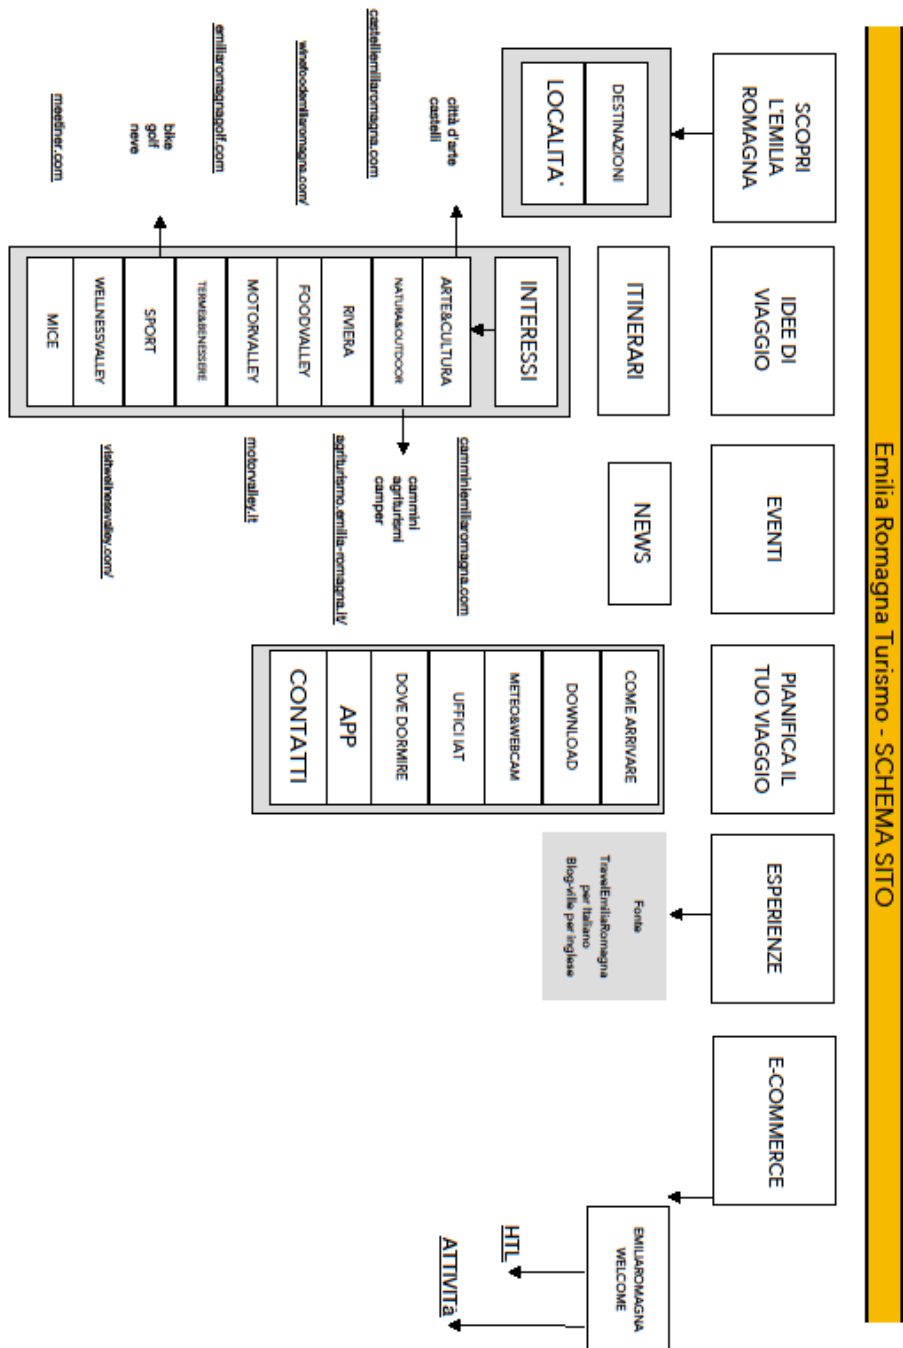 Emilia Romagna Turismo - SCHEMA SITO
SCOPRI
L'EMILIA
ROMAGNA
IDEE DI
VIAGGIO
EVENTI
PIANIFICA IL
TUO VIAGGIO
ESPERIENZE
E-COMMERCE
DESTINAZIONI
LOCALITA'
ITINERARI
INTERESSI
ARTE&CULTURA
NATURA&OUTDOOR
RIVIERA
FOODVALLEY
MOTORVALLEY
TERME&BENESSERE
SPORT
WELLNESSVALLEY
MICE
città d'arte
castelli
castelliemiliaromagna.com
winefoodemiliaromagna.com/
emiliaromagnagolf.com
bike
golf
neve
meetiner.com
NEWS
camminiemiliaromagna.com
cammini
agriturismi
camper
agriturismo.emilia-romagna.it/
motorvalley.it
visitwellnessvalley.com/
COME ARRIVARE
DOWNLOAD
METEO&WEBCAM
UFFICI IAT
DOVE DORMIRE
APP
CONTATTI
Fonte
TravelEmiliaRomagna
per Italiano
Blog-ville per inglese
EMILIAROMAGNA
WELCOME
HTL
ATTIVITà